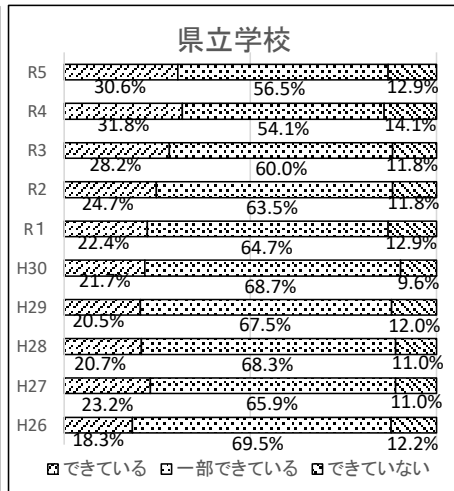 県立学校
R5
30.6% 56.5% 12.9%
R4
31.8% 54.1% 14.1%
R3
28.2% 60.0% 11.8%
R2
24.7% 63.5% 11.8%
R1
22.4% 64.7% 12.9%
H30
21.7% 68.7% 9.6%
H29
20.5% 67.5% 12.0%
H28
20.7% 68.3% 11.0%
H27
23.2% 65.9% 11.0%
H26
18.3% 69.5% 12.2%
できている 一部できている できていない